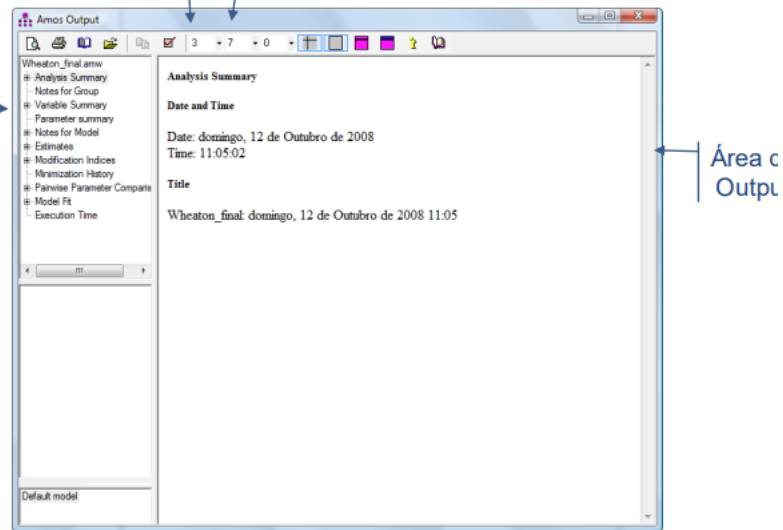 Amos Output
3 7 0
Wheaton_final.amw
Analysis Summary
Notes for Group
Variable Summary
Parameter summary
Notes for Model
Estimates
Modification Indices
Minimization History
Pairwise Parameter Comparis
Model Fit
Execution Time
Default model
Analysis Summary
Date and Time
Date: domingo, 12 de Outubro de 2008
Time: 11:05:02
Title
Wheaton_final: domingo, 12 de Outubro de 2008 11:05
Área
Outpu